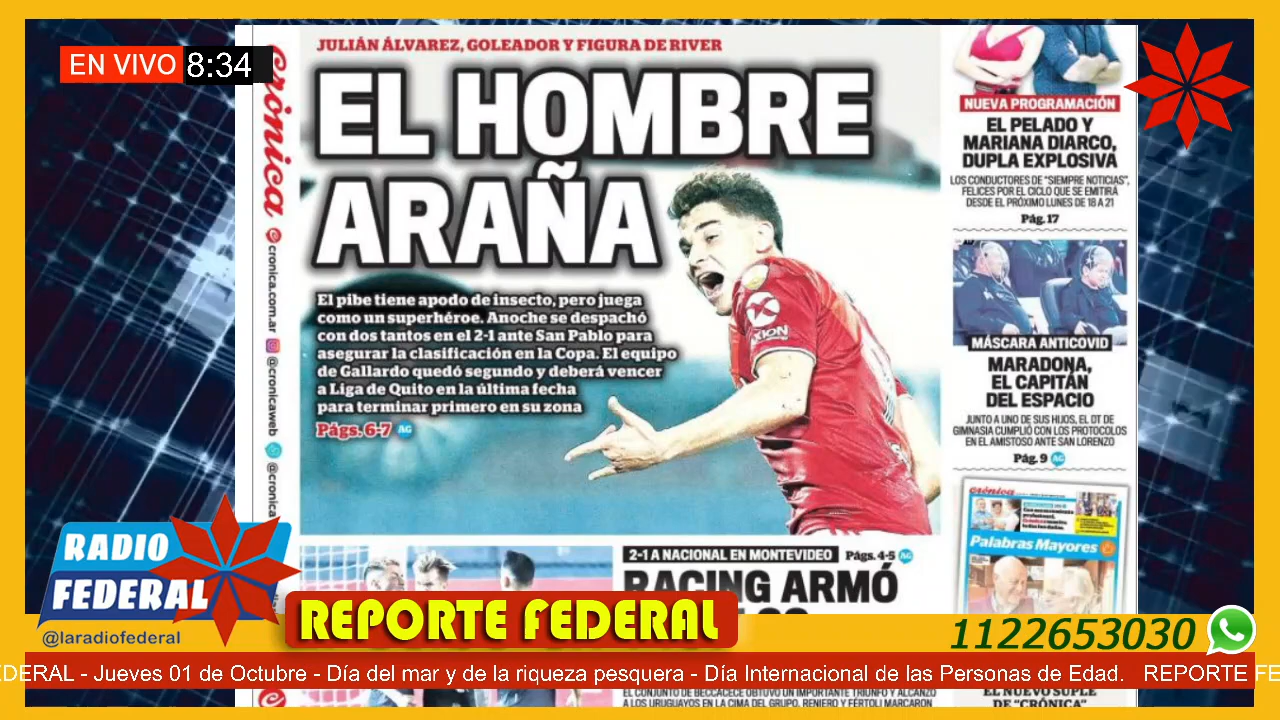 EN VIVO 8:34
crónica
cronica.com.ar
@cronicaweb
JULIÁN ÁLVAREZ, GOLEADOR Y FIGURA DE RIVER
EL HOMBRE
ARAÑA
El pibe tiene apodo de insecto, pero juega
como un superhéroe. Anoche se despachó
con dos tantos en el 2-1 ante San Pablo para
asegurar la clasificación en la Copa. El equipo
de Gallardo quedó segundo y deberá vencer
a Liga de Quito en la última fecha
para terminar primero en su zona
Págs. 6-7 AG
NUEVA PROGRAMACIÓN
EL PELADO Y
MARIANA DIARCO,
DUPLA EXPLOSIVA
LOS CONDUCTORES DE "SIEMPRE NOTICIAS",
FELICES POR EL CICLO QUE SE EMITIRÁ
DESDE EL PRÓXIMO LUNES DE 18 A 21
Pág. 17
MÁSCARA ANTICOVID
MARADONA,
EL CAPITÁN
DEL ESPACIO
JUNTO A UNO DE SUS HIJOS, EL DT DE
GIMNASIA CUMPLIÓ CON LOS PROTOCOLOS
EN EL AMISTOSO ANTE SAN LORENZO
Pág. 9 AG
crónica
Palabras Mayores
2-1 A NACIONAL EN MONTEVIDEO Págs. 4-5 AG
RACING ARMÓ
RADIO
FEDERAL
@laradiofederal
REPORTE FEDERAL
1122653030
EDERAL - Jueves 01 de Octubre - Día del mar y de la riqueza pesquera - Día Internacional de las Personas de Edad. REPORTE FE
EL CONJUNTO DE BECCACECE OBTUVO UN IMPORTANTE TRIUNFO Y ALCANZÓ
A LOS URUGUAYOS EN LA CIMA DEL GRUPO. RENIERO Y FÉRTOLI MARCARON
EL NUEVO SUPLE
DE "CRÓNICA"